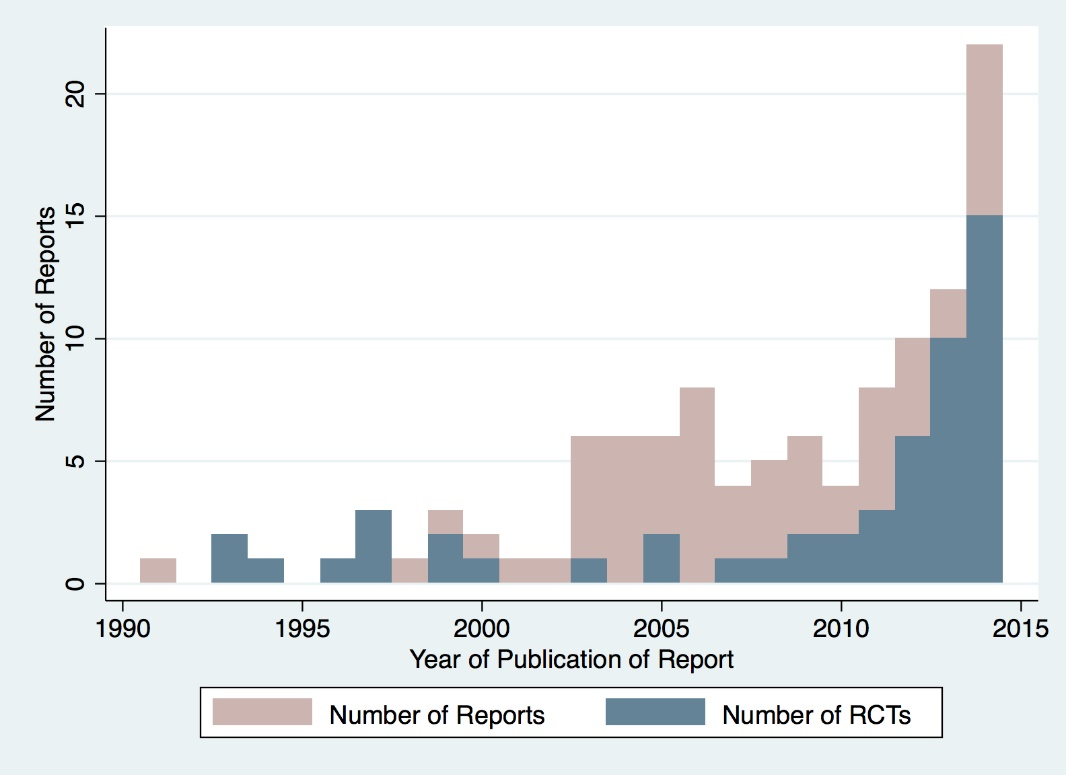 Number of Reports
20
15
10
5
0
1990 1995 2000 2005 2010 2015
Year of Publication of Report
Number of Reports Number of RCTs